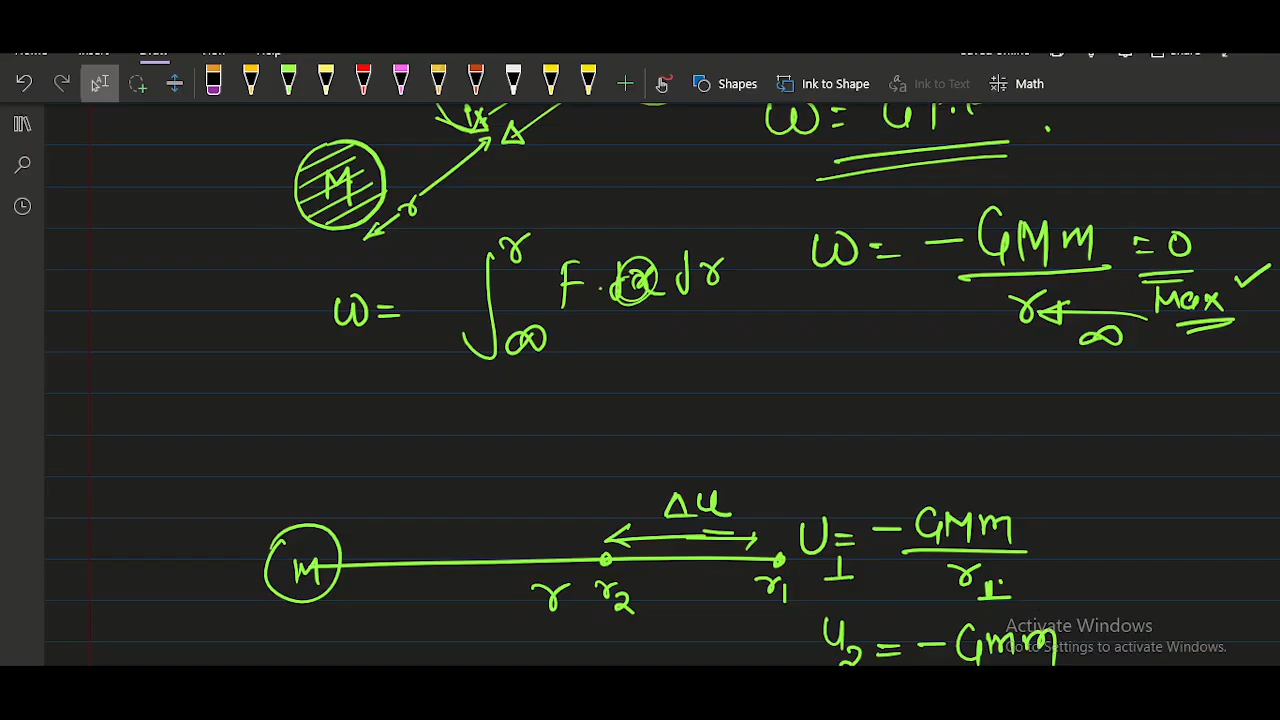 Shapes Ink to Shape Ink to Text Math
M
r
W = ∫ ∞ r F . dr
W = - GMm / r = 0
Max
∞
ΔU
M
r r2 r1
U1 = - GMm / r1
U2 = - GMm
Activate Windows
Go to Settings to activate Windows.